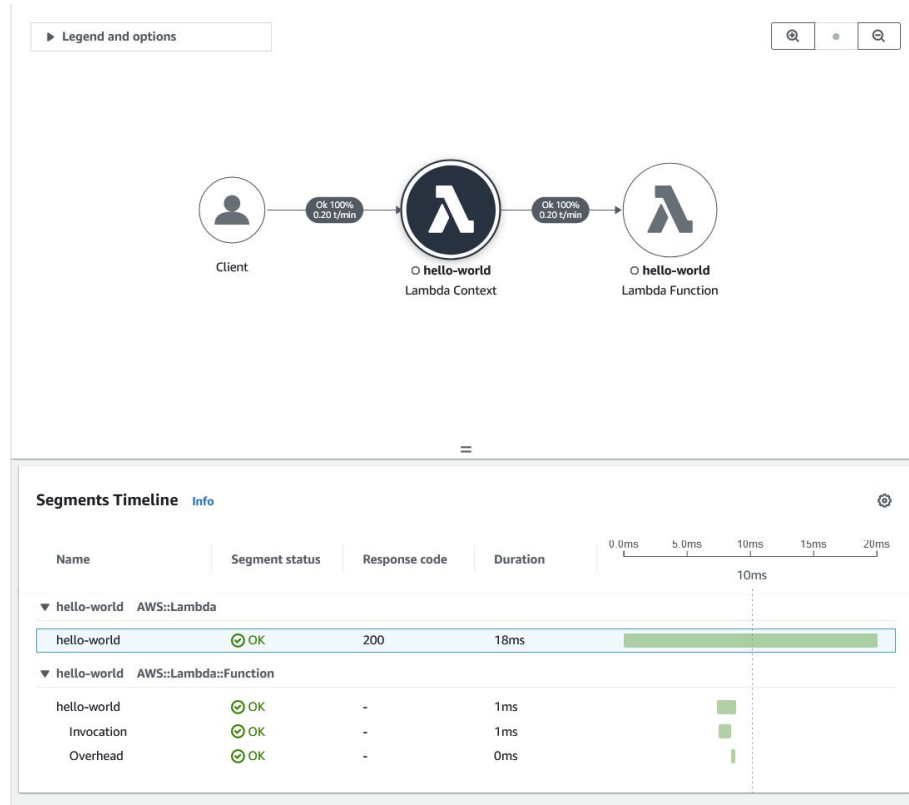 Legend and options
Ok 100%
0.20 t/min
Ok 100%
0.20 t/min
Client
hello-world
Lambda Context
hello-world
Lambda Function
Segments Timeline Info
Name Segment status Response code Duration 0.0ms 5.0ms 10ms 15ms 20ms
10ms
hello-world AWS::Lambda
hello-world OK 200 18ms
hello-world AWS::Lambda::Function
hello-world OK - 1ms
Invocation OK - 1ms
Overhead OK - 0ms